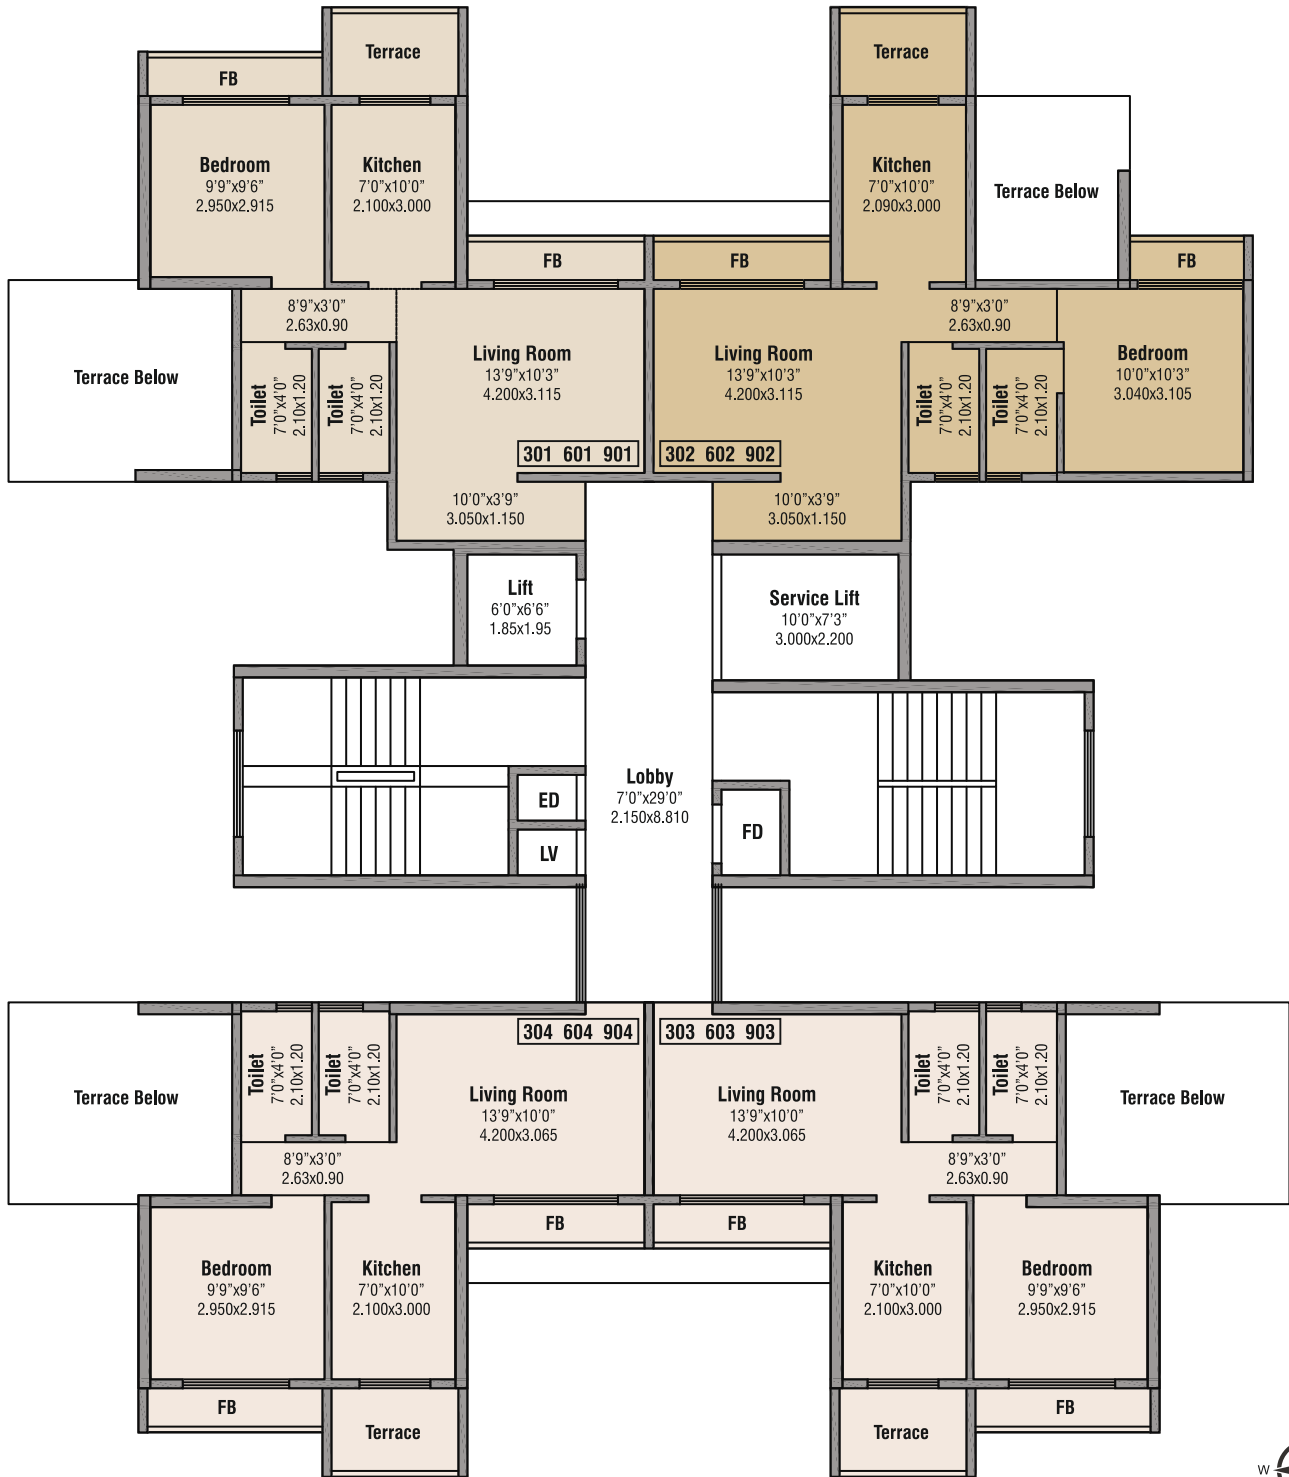 Terrace
Terrace
FB
Bedroom
9'9"x9'6"
2.950x2.915
Kitchen
7'0"x10'0"
2.100x3.000
Kitchen
7'0"x10'0"
2.090x3.000
Terrace Below
FB
FB
FB
8'9"x3'0"
2.63x0.90
8'9"x3'0"
2.63x0.90
Terrace Below
Toilet
7'0"x4'0"
2.10x1.20
Toilet
7'0"x4'0"
2.10x1.20
Living Room
13'9"x10'3"
4.200x3.115
Living Room
13'9"x10'3"
4.200x3.115
Toilet
7'0"x4'0"
2.10x1.20
Toilet
7'0"x4'0"
2.10x1.20
Bedroom
10'0"x10'3"
3.040x3.105
301 601 901
302 602 902
10'0"x3'9"
3.050x1.150
10'0"x3'9"
3.050x1.150
Lift
6'0"x6'6"
1.85x1.95
Service Lift
10'0"x7'3"
3.000x2.200
Lobby
7'0"x29'0"
2.150x8.810
ED
LV
FD
304 604 904
303 603 903
Terrace Below
Toilet
7'0"x4'0"
2.10x1.20
Toilet
7'0"x4'0"
2.10x1.20
Living Room
13'9"x10'0"
4.200x3.065
Living Room
13'9"x10'0"
4.200x3.065
Toilet
7'0"x4'0"
2.10x1.20
Toilet
7'0"x4'0"
2.10x1.20
Terrace Below
8'9"x3'0"
2.63x0.90
8'9"x3'0"
2.63x0.90
FB
FB
Bedroom
9'9"x9'6"
2.950x2.915
Kitchen
7'0"x10'0"
2.100x3.000
Kitchen
7'0"x10'0"
2.100x3.000
Bedroom
9'9"x9'6"
2.950x2.915
FB
Terrace
Terrace
FB
W